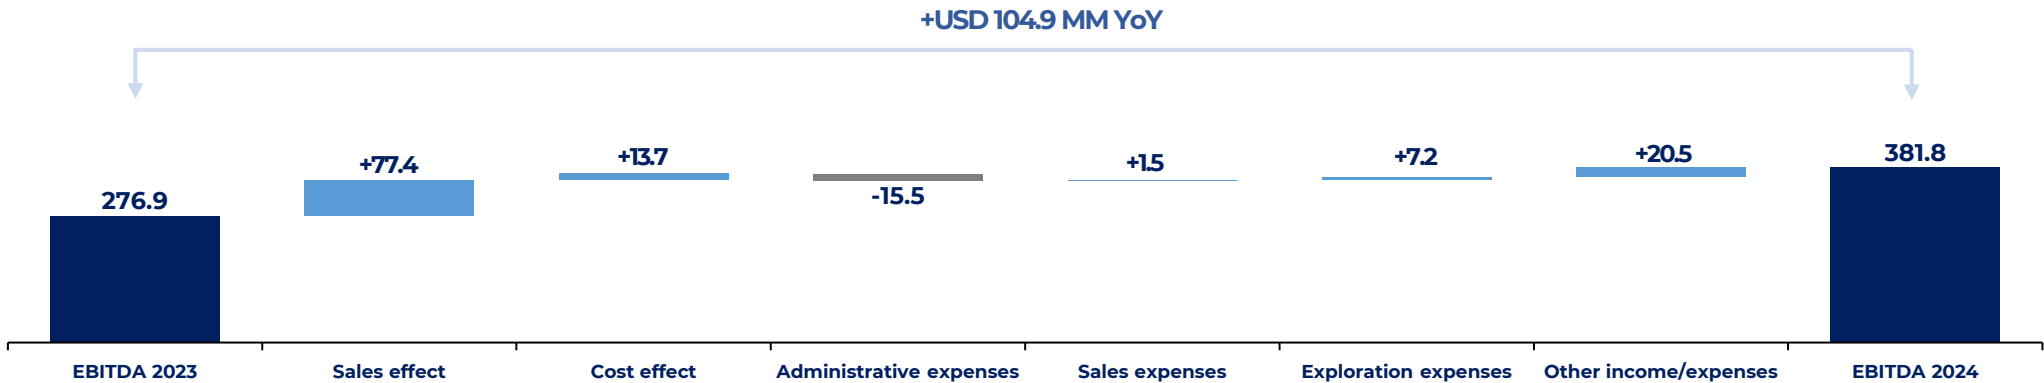 +USD 104.9 MM YoY
276.9
+77.4
+13.7
-15.5
+1.5
+7.2
+20.5
381.8
EBITDA 2023
Sales effect
Cost effect
Administrative expenses
Sales expenses
Exploration expenses
Other income/expenses
EBITDA 2024